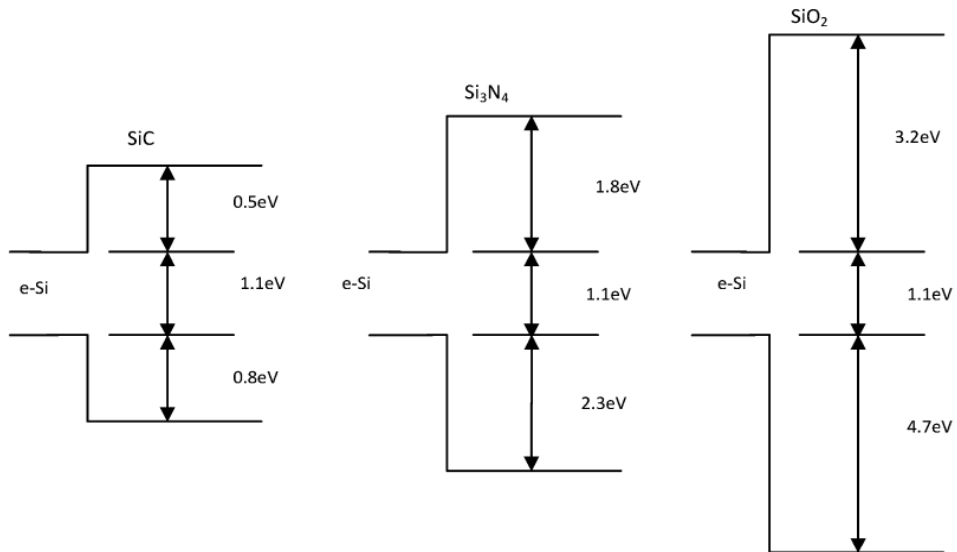 SiC
0.5eV
e-Si
1.1eV
0.8eV
Si₃N₄
1.8eV
e-Si
1.1eV
2.3eV
SiO₂
3.2eV
e-Si
1.1eV
4.7eV